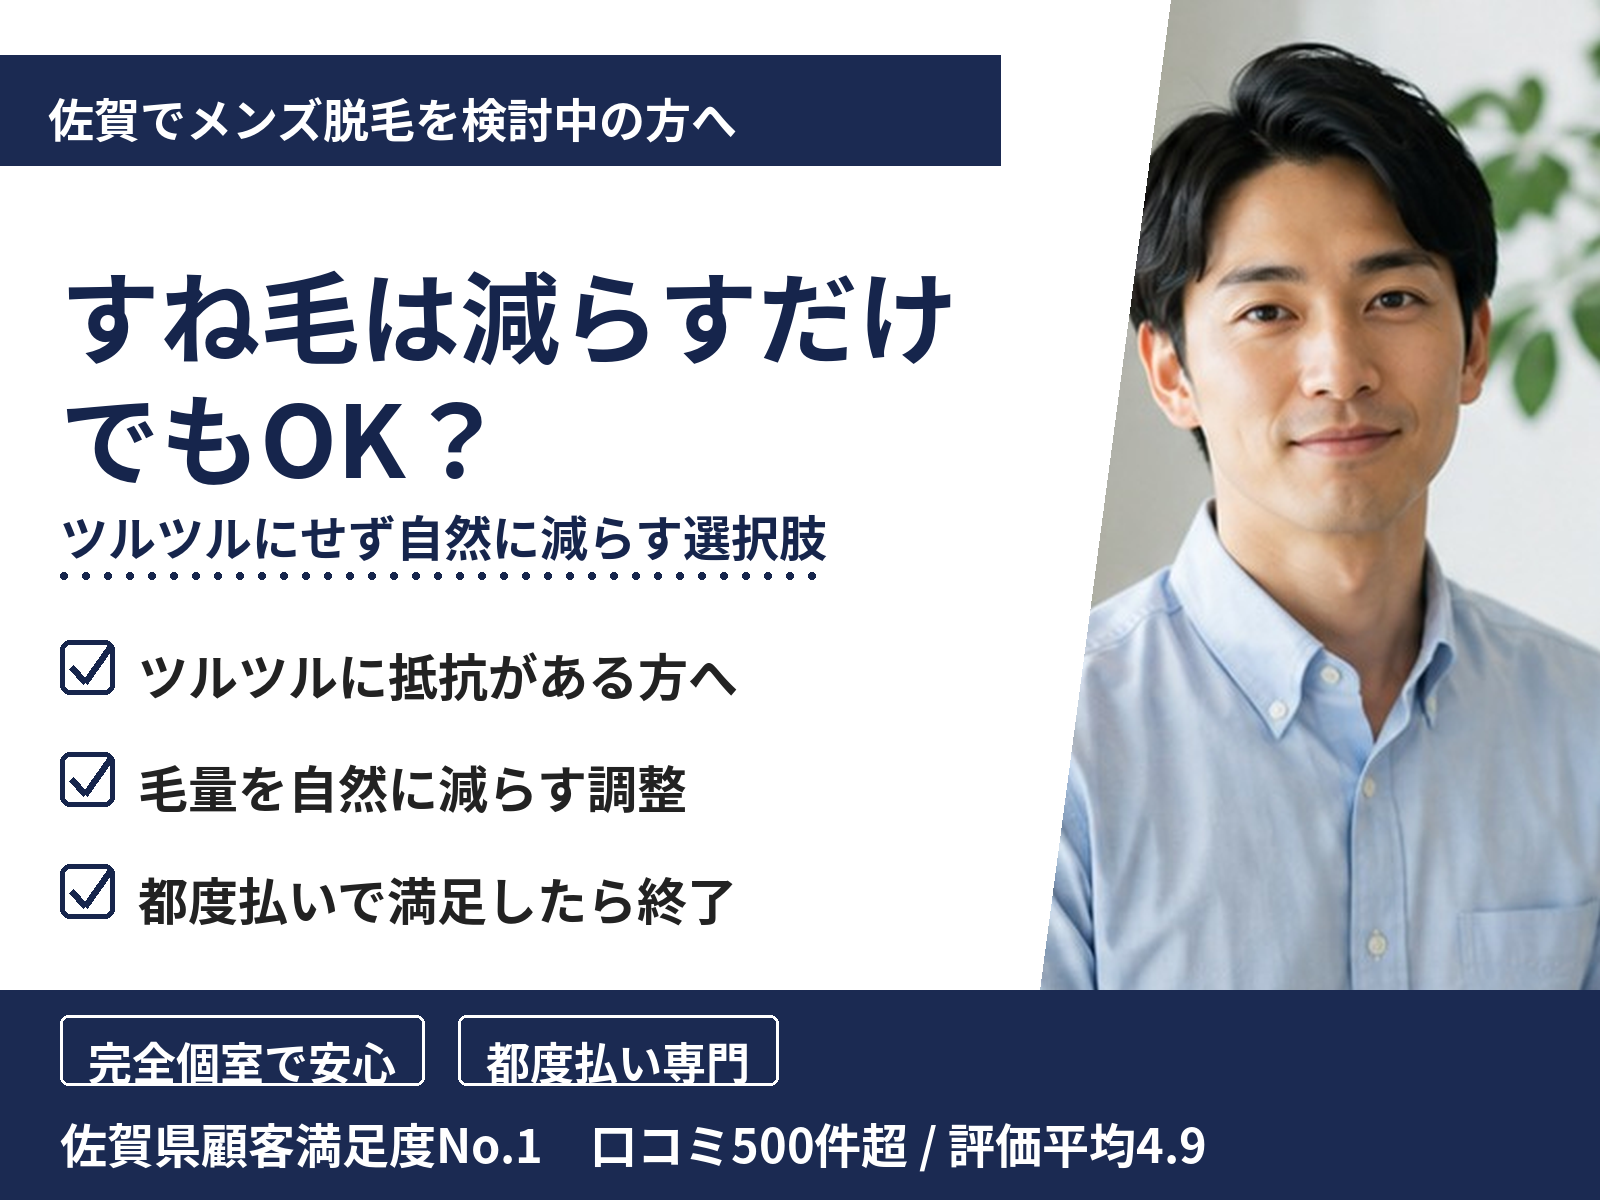 佐賀でメンズ脱毛を検討中の方へ
すね毛は減らすだけ
でもOK？
ツルツルにせず自然に減らす選択肢
ツルツルに抵抗がある方へ
毛量を自然に減らす調整
都度払いで満足したら終了
完全個室で安心
都度払い専門
佐賀県顧客満足度No.1　口コミ500件超 / 評価平均4.9